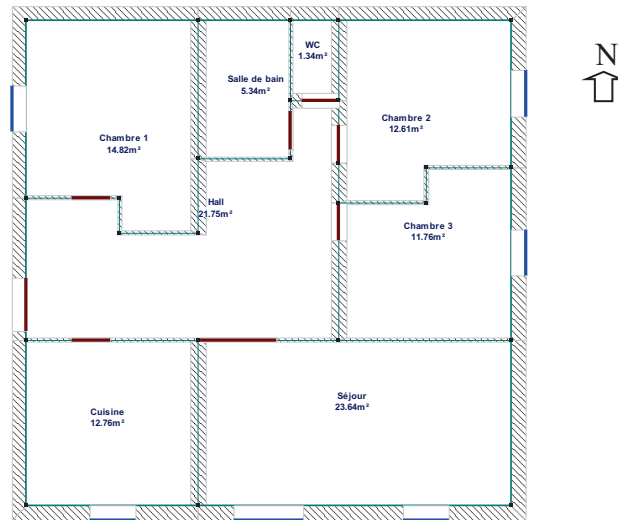 WC
1.34m²
N
Salle de bain
5.34m²
Chambre 2
12.61m²
Chambre 1
14.82m²
Hall
21.75m²
Chambre 3
11.76m²
Séjour
23.64m²
Cuisine
12.76m²